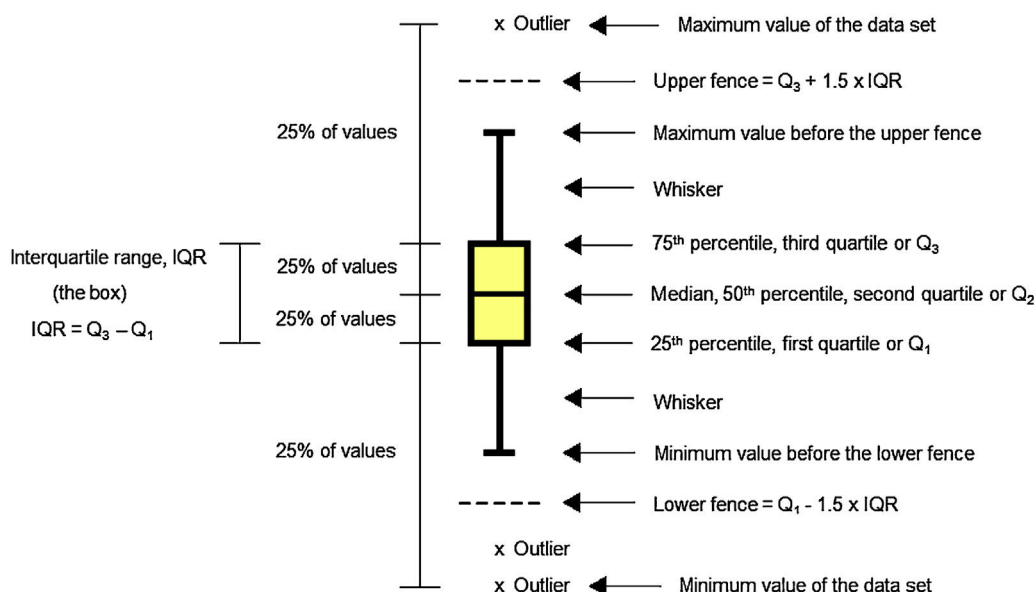 x Outlier
Maximum value of the data set
Upper fence = Q₃ + 1.5 x IQR
25% of values
Maximum value before the upper fence
Whisker
75th percentile, third quartile or Q₃
Interquartile range, IQR
(the box)
IQR = Q₃ – Q₁
25% of values
Median, 50th percentile, second quartile or Q₂
25% of values
25th percentile, first quartile or Q₁
Whisker
25% of values
Minimum value before the lower fence
Lower fence = Q₁ - 1.5 x IQR
x Outlier
x Outlier
Minimum value of the data set